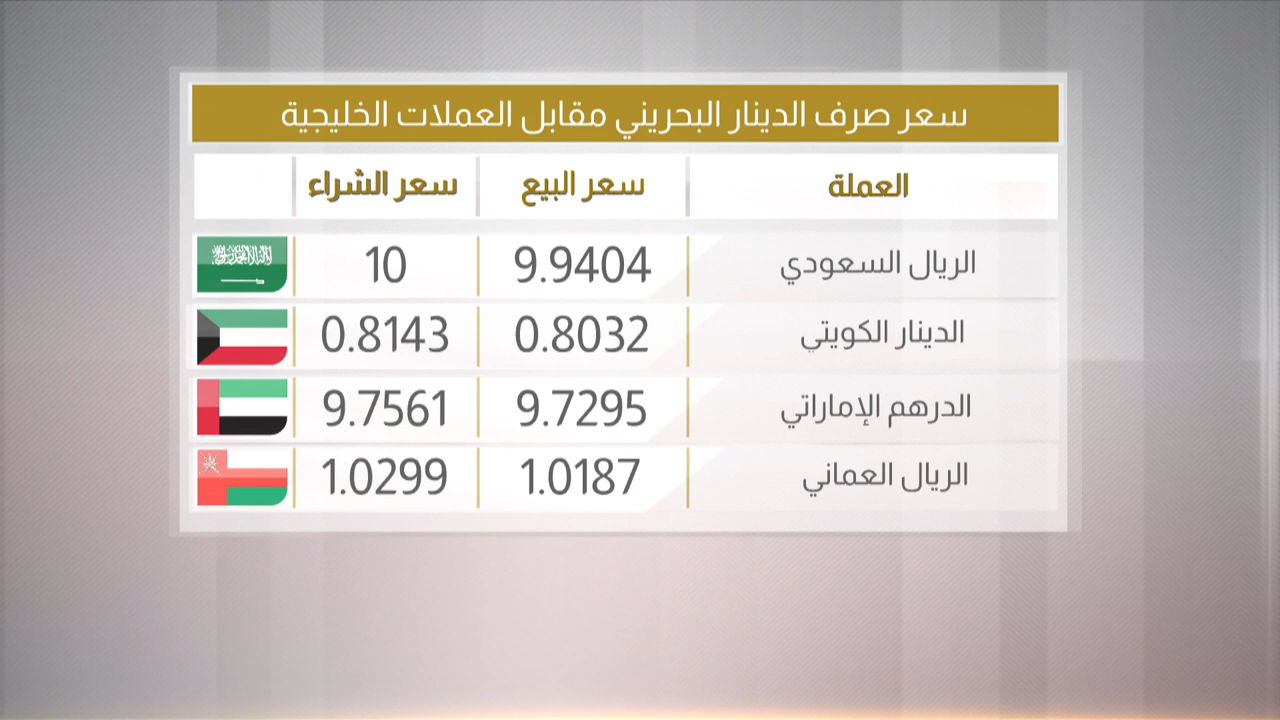 سعر صرف الدينار البحريني مقابل العملات الخليجية
العملة سعر البيع سعر الشراء
الريال السعودي 9.9404 10
الدينار الكويتي 0.8032 0.8143
الدرهم الإماراتي 9.7295 9.7561
الريال العماني 1.0187 1.0299